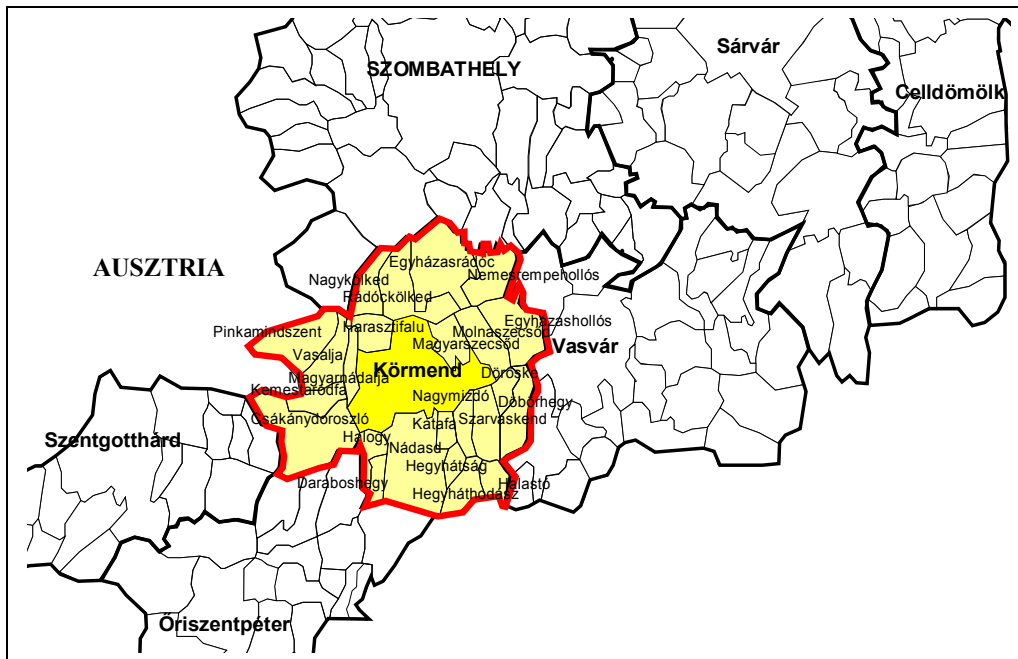 Sárvár
SZOMBATHELY
Celldömölk
AUSZTRIA
Egyházasrádóc
Nagykölked
Nemesrempehollós
Rádóckölked
Egyházashollós
Harasztifalu
Pinkamindszent
Molnaszecsőd
Magyarszecsőd
Vasvár
Vasalja
Körmend
Döröske
Magyarnádalja
Kemestaródfa
Nagymizdó
Döbörhegy
Csákánydoroszló
Katafa
Szarvaskend
Szentgotthárd
Halogy
Nádasd
Hegyhátság
Daraboshegy
Halastó
Hegyháthodász
Őriszentpéter